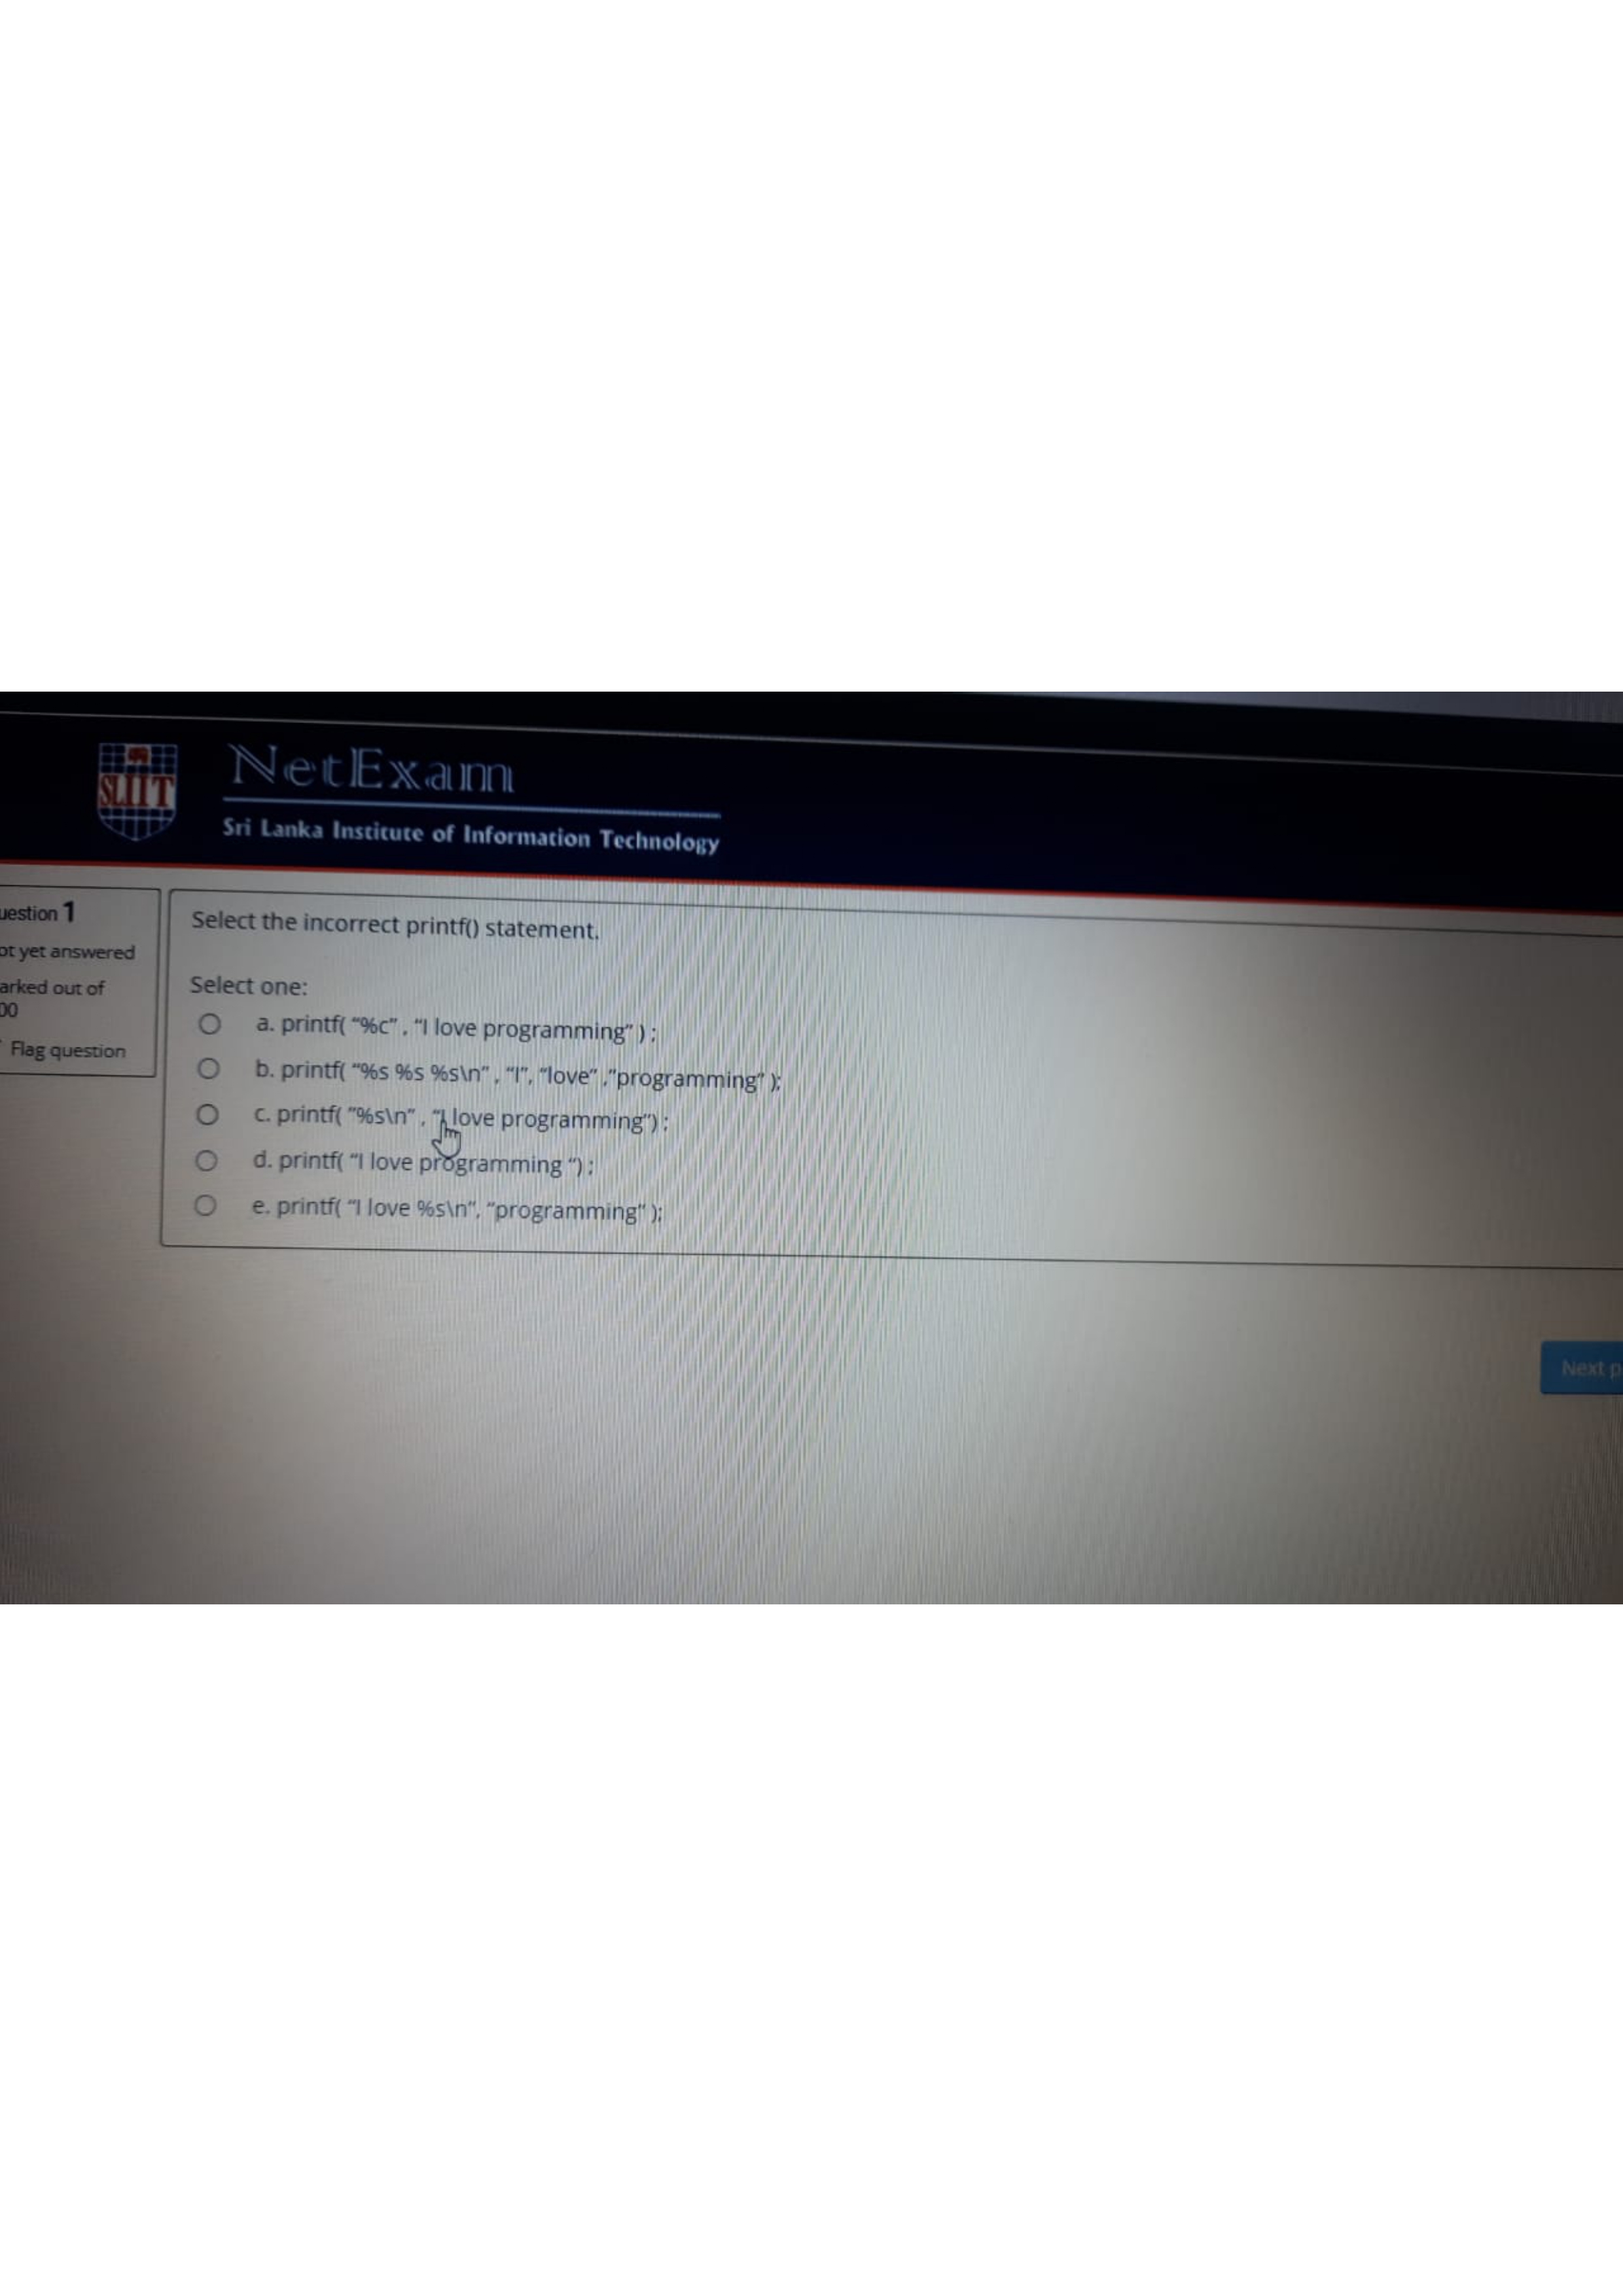 SLIIT
NetExam
Sri Lanka Institute of Information Technology
uestion 1
ot yet answered
arked out of
00
Flag question
Select the incorrect printf() statement.
Select one:
a. printf( “%c” , “I love programming” ) ;
b. printf( “%s %s %s\n” , “I”, “love” ,“programming” );
c. printf( “%s\n” , “I love programming”) ;
d. printf( “I love programming “) ;
e. printf( “I love %s\n”, “programming” );
Next p